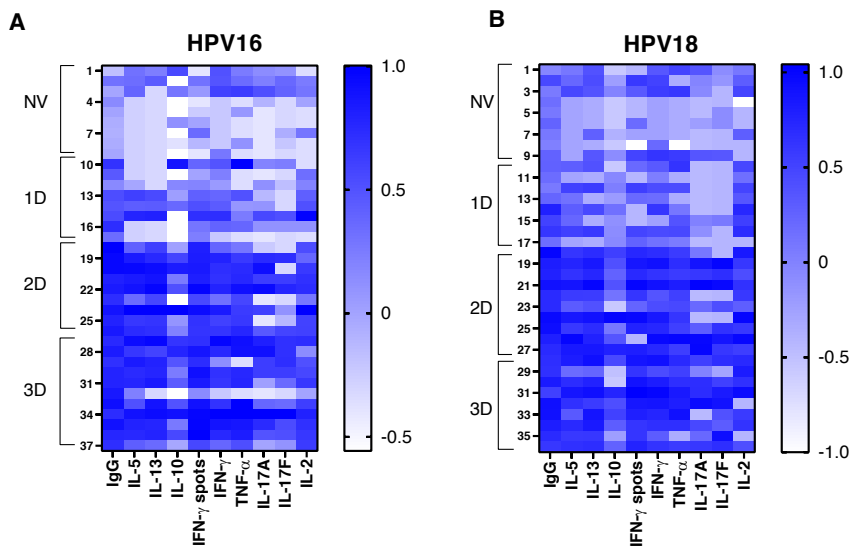 A
HPV16
NV
1D
2D
3D
1
4
7
10
13
16
19
22
25
28
31
34
37
IgG
IL-5
IL-13
IL-10
IFN-γ spots
IFN-γ
TNF-α
IL-17A
IL-17F
IL-2
1.0
0.5
0
-0.5
B
HPV18
NV
1D
2D
3D
1
3
5
7
9
11
13
15
17
19
21
23
25
27
29
31
33
35
IgG
IL-5
IL-13
IL-10
IFN-γ spots
IFN-γ
TNF-α
IL-17A
IL-17F
IL-2
1.0
0.5
0
-0.5
-1.0